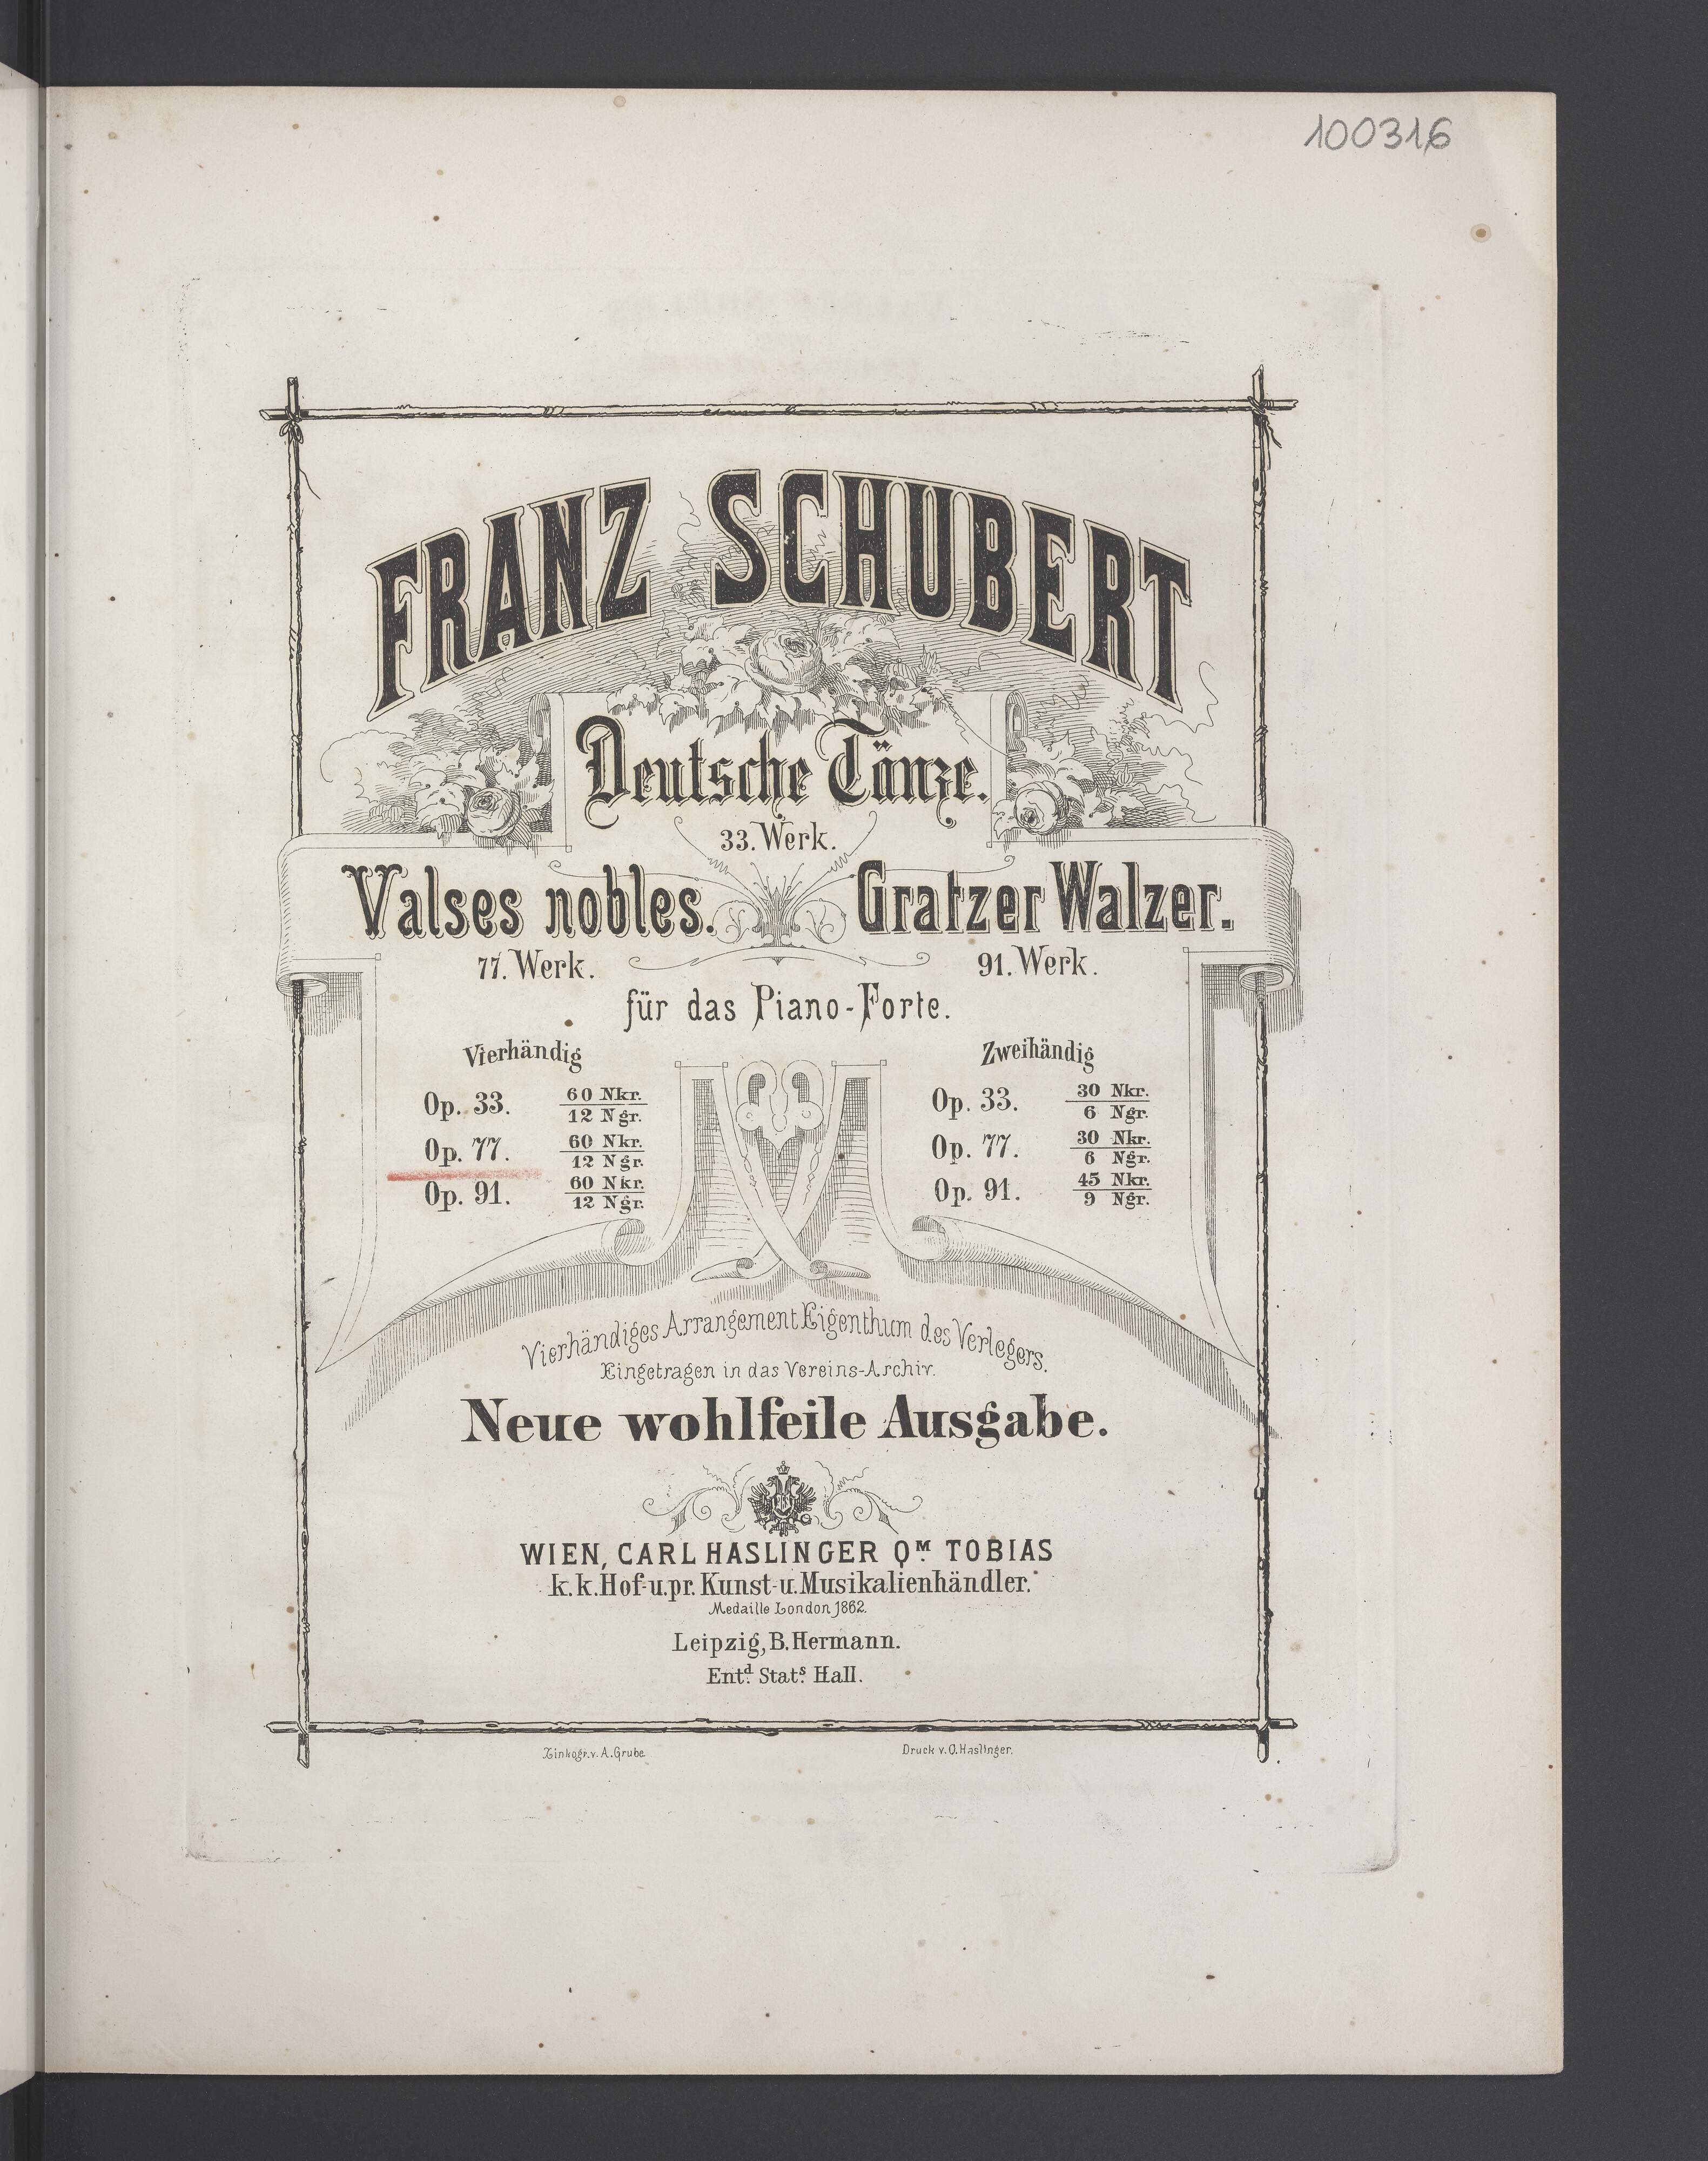 100316
FRANZ SCHUBERT
Deutsche Tänze.
33. Werk.
Valses nobles. Gratzer Walzer.
77. Werk. 91. Werk.
für das Piano-Forte.
Vierhändig Zweihändig
Op. 33. 60 Nkr. / 12 Ngr. Op. 33. 30 Nkr. / 6 Ngr.
Op. 77. 60 Nkr. / 12 Ngr. Op. 77. 30 Nkr. / 6 Ngr.
Op. 91. 60 Nkr. / 12 Ngr. Op. 91. 45 Nkr. / 9 Ngr.
Vierhändiges Arrangement Eigenthum des Verlegers.
Eingetragen in das Vereins-Archiv.
Neue wohlfeile Ausgabe.
WIEN, CARL HASLINGER QM. TOBIAS
k.k. Hof- u. pr. Kunst- u. Musikalienhändler.
Medaille London 1862.
Leipzig, B. Hermann.
Entd. Stats. Hall.
Zinkogr. v. A. Grube. Druck v. O. Haslinger.